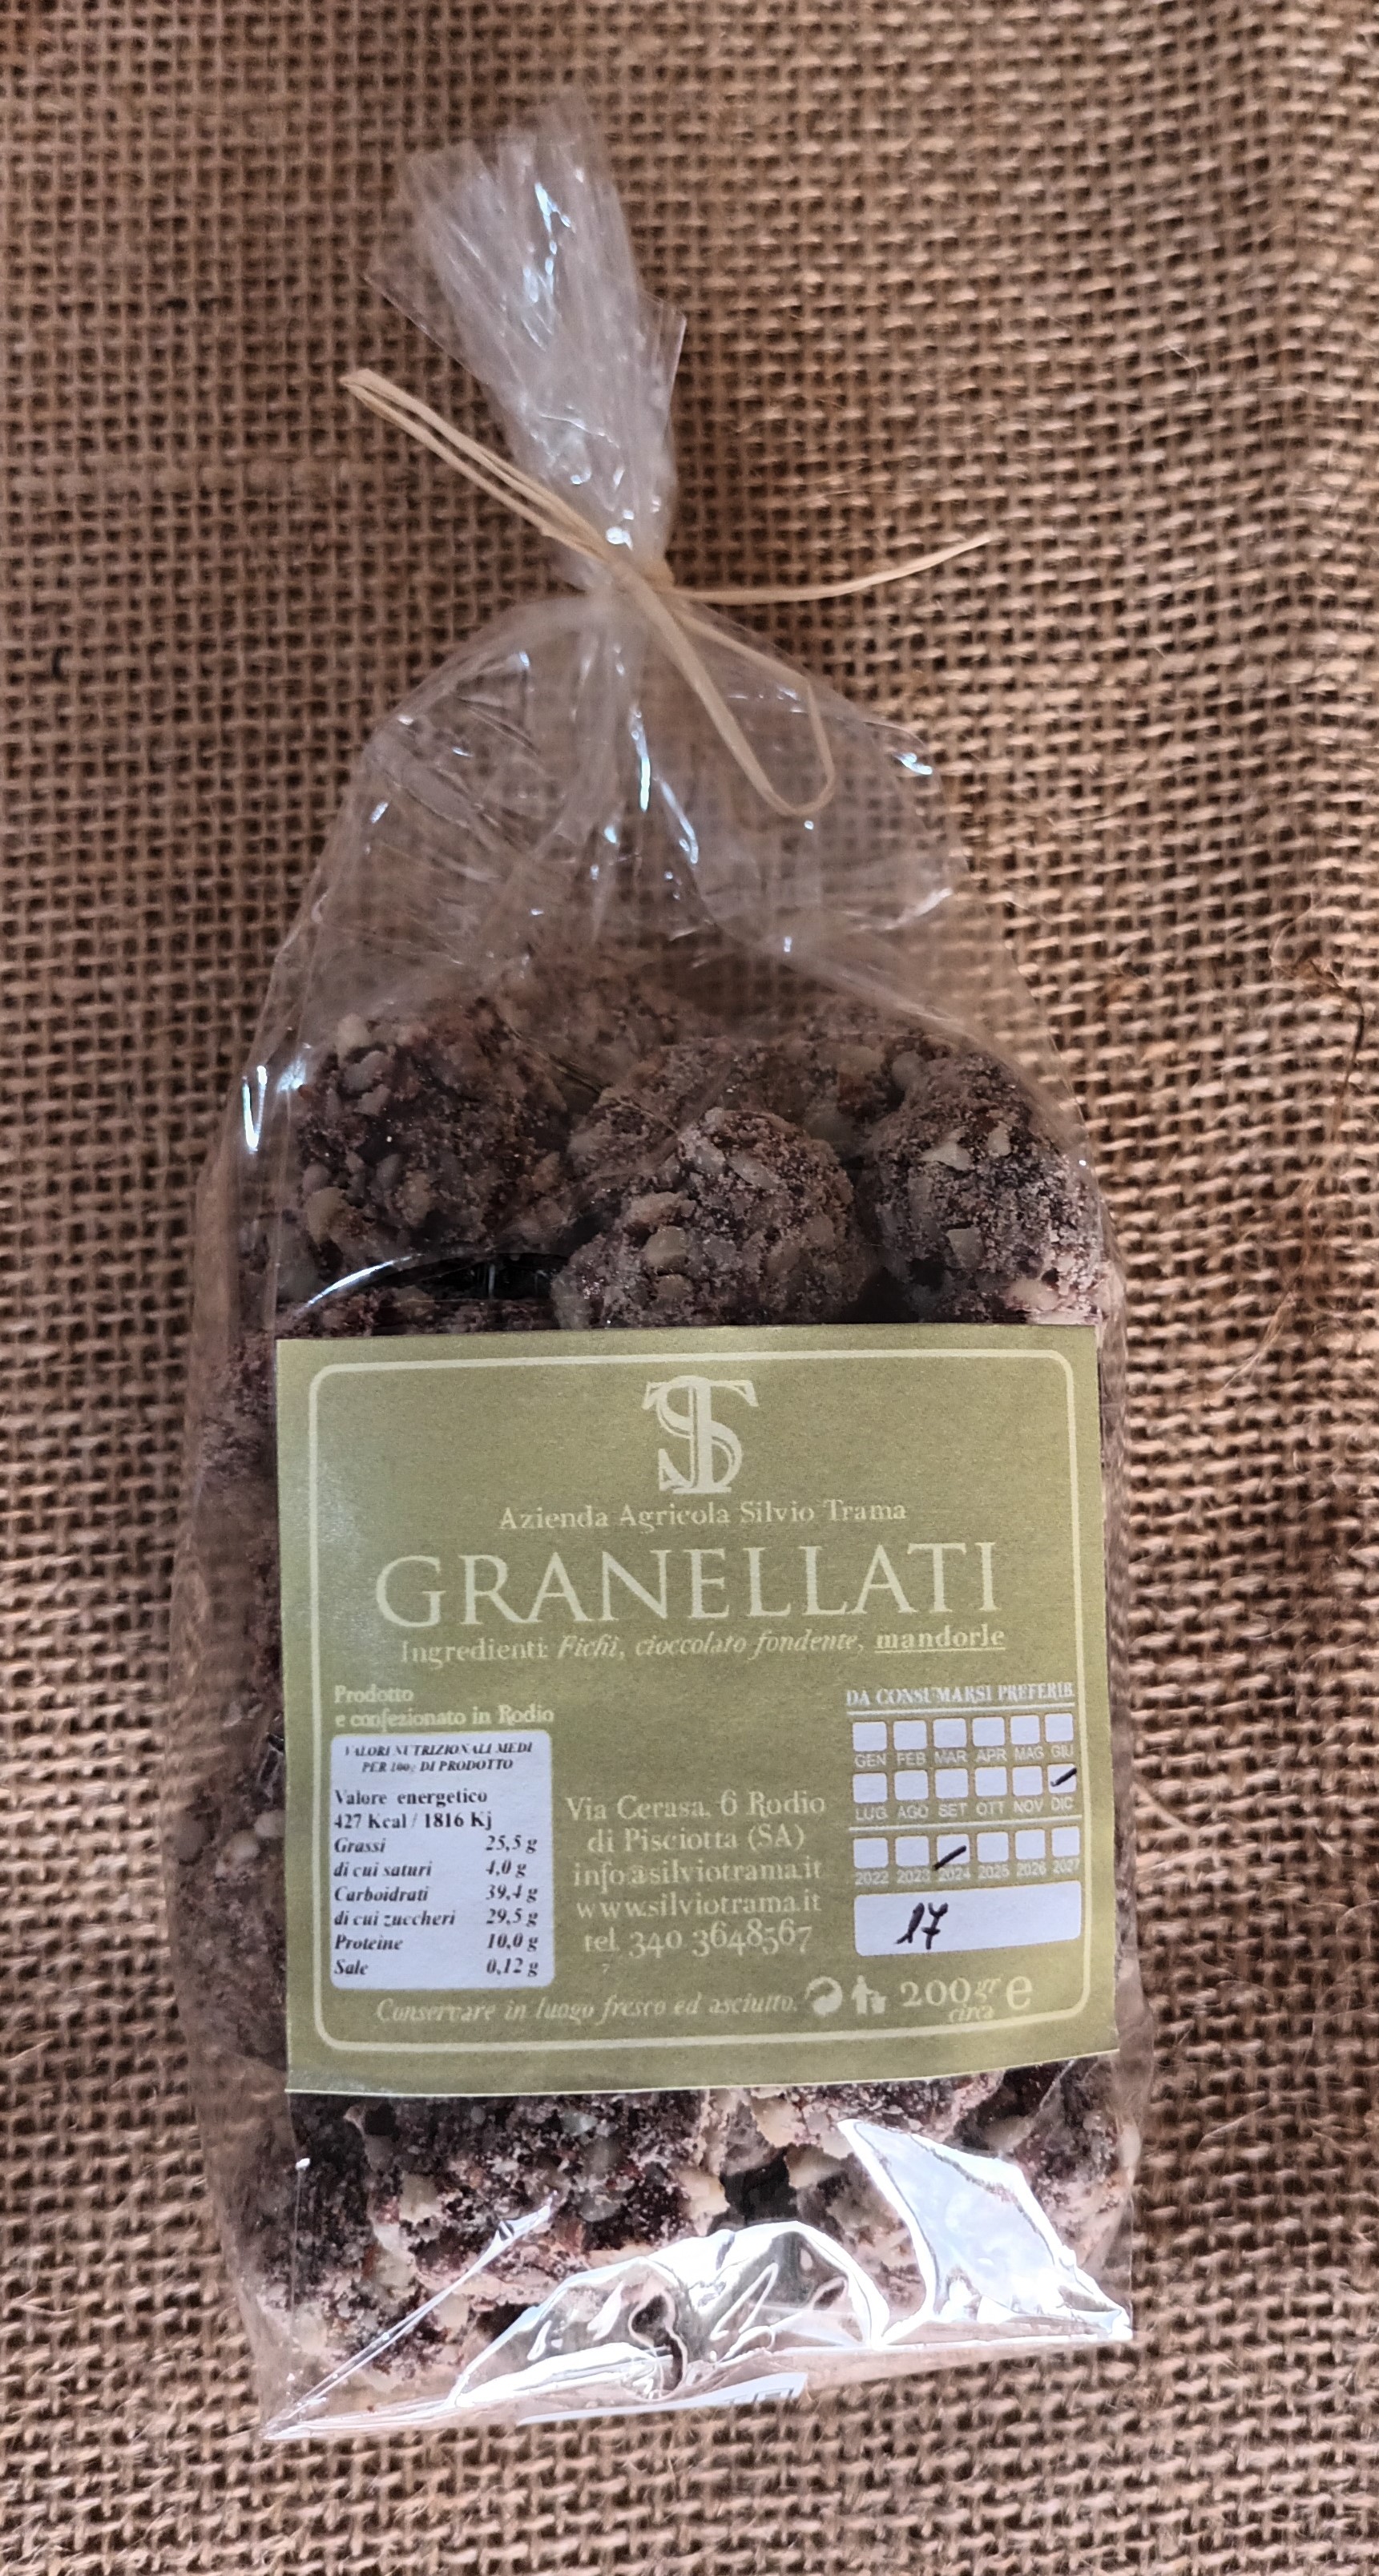 ST
Azienda Agricola Silvio Trama
GRANELLATI
Ingredienti: Fichi, cioccolato fondente, mandorle
Prodotto
e confezionato in Rodio
VALORI NUTRIZIONALI MEDI
PER 100g DI PRODOTTO
Valore energetico
427 Kcal / 1816 Kj
Grassi 25,5 g
di cui saturi 4,0 g
Carboidrati 39,4 g
di cui zuccheri 29,5 g
Proteine 10,0 g
Sale 0,12 g
Via Cerasa, 6 Rodio
di Pisciotta (SA)
info@silviotrama.it
www.silviotrama.it
tel. 340 3648567
DA CONSUMARSI PREFERIB.
GEN FEB MAR APR MAG GIU
LUG AGO SET OTT NOV DIC
2022 2023 2024 2025 2026 2027
17
Conservare in luogo fresco ed asciutto.
200 gr e
circa